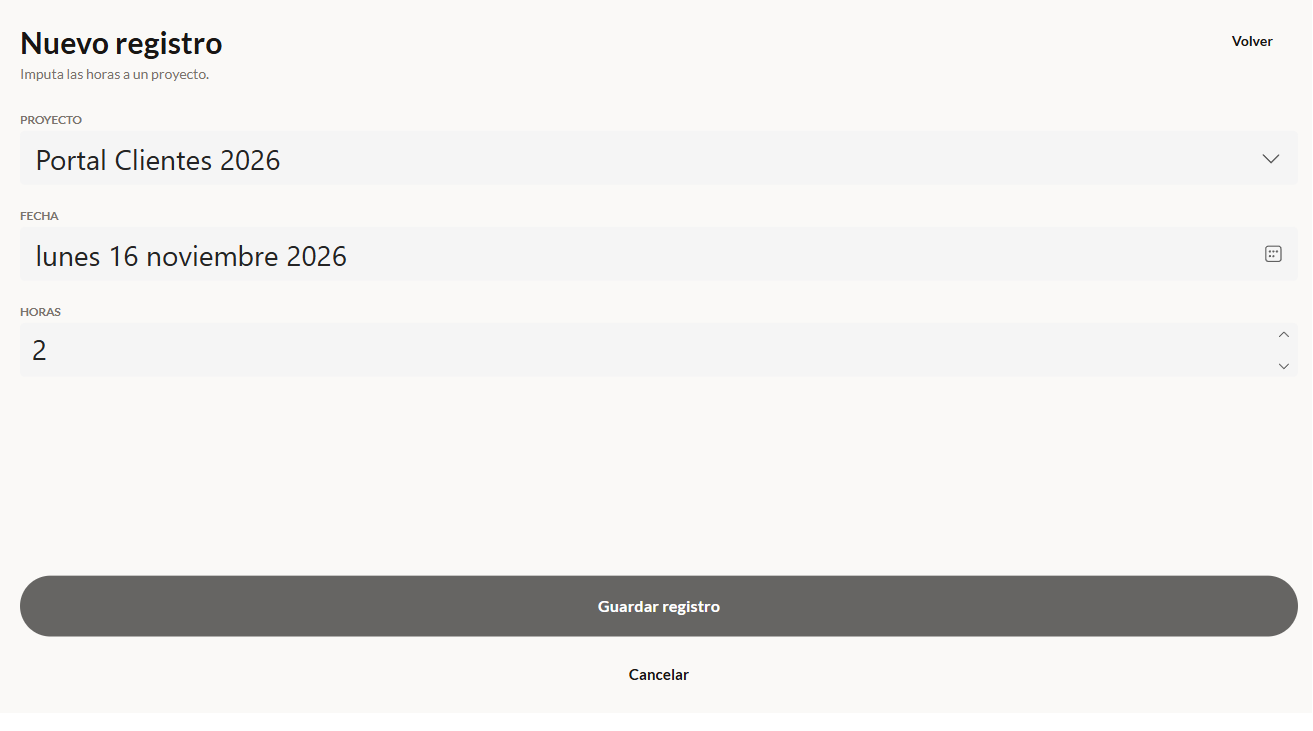 Nuevo registro
Volver
Imputa las horas a un proyecto.
PROYECTO
Portal Clientes 2026
FECHA
lunes 16 noviembre 2026
HORAS
2
Guardar registro
Cancelar